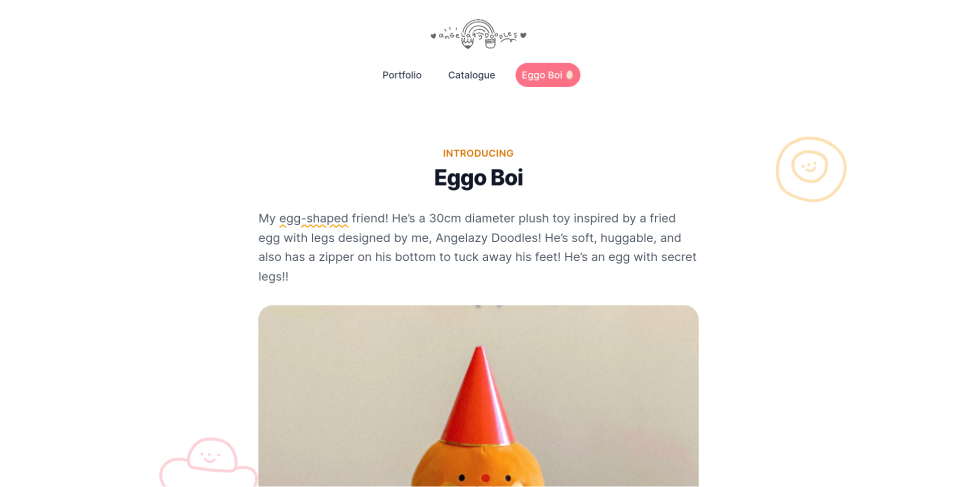 angelazy doodles
Portfolio
Catalogue
Eggo Boi
INTRODUCING
Eggo Boi
My egg-shaped friend! He's a 30cm diameter plush toy inspired by a fried
egg with legs designed by me, Angelazy Doodles! He's soft, huggable, and
also has a zipper on his bottom to tuck away his feet! He's an egg with secret
legs!!